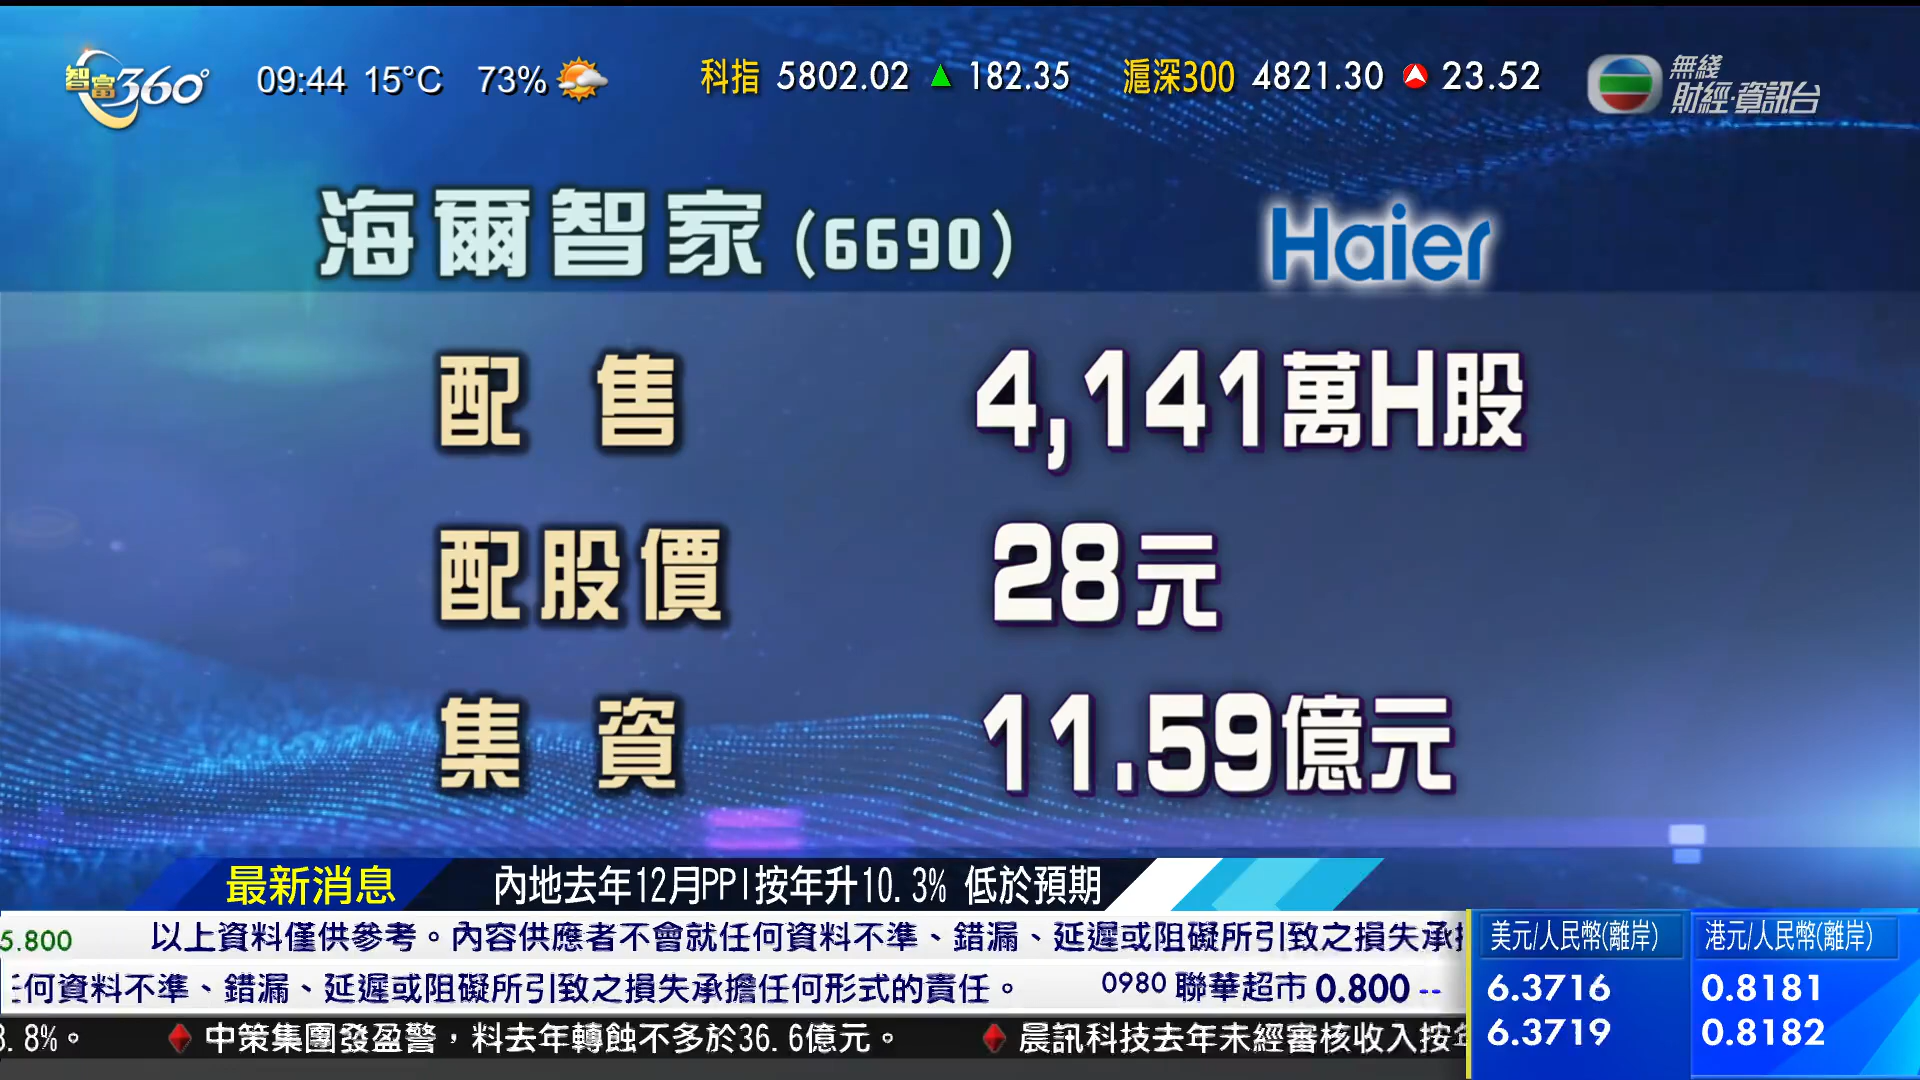 智富360° 09:44 15°C 73% 科指 5802.02 ▲ 182.35 滬深300 4821.30 23.52 無綫
財經·資訊台
海爾智家(6690) Haier
配售 4,141萬H股
配股價 28元
集資 11.59億元
最新消息 內地去年12月PPI按年升10.3% 低於預期
5.800 以上資料僅供參考。內容供應者不會就任何資料不準、錯漏、延遲或阻礙所引致之損失承擔
任何資料不準、錯漏、延遲或阻礙所引致之損失承擔任何形式的責任。 0980 聯華超市 0.800 --
3.8%。 中策集團發盈警，料去年轉蝕不多於36.6億元。 晨訊科技去年未經審核收入按年
美元/人民幣(離岸) 港元/人民幣(離岸)
6.3716 0.8181
6.3719 0.8182